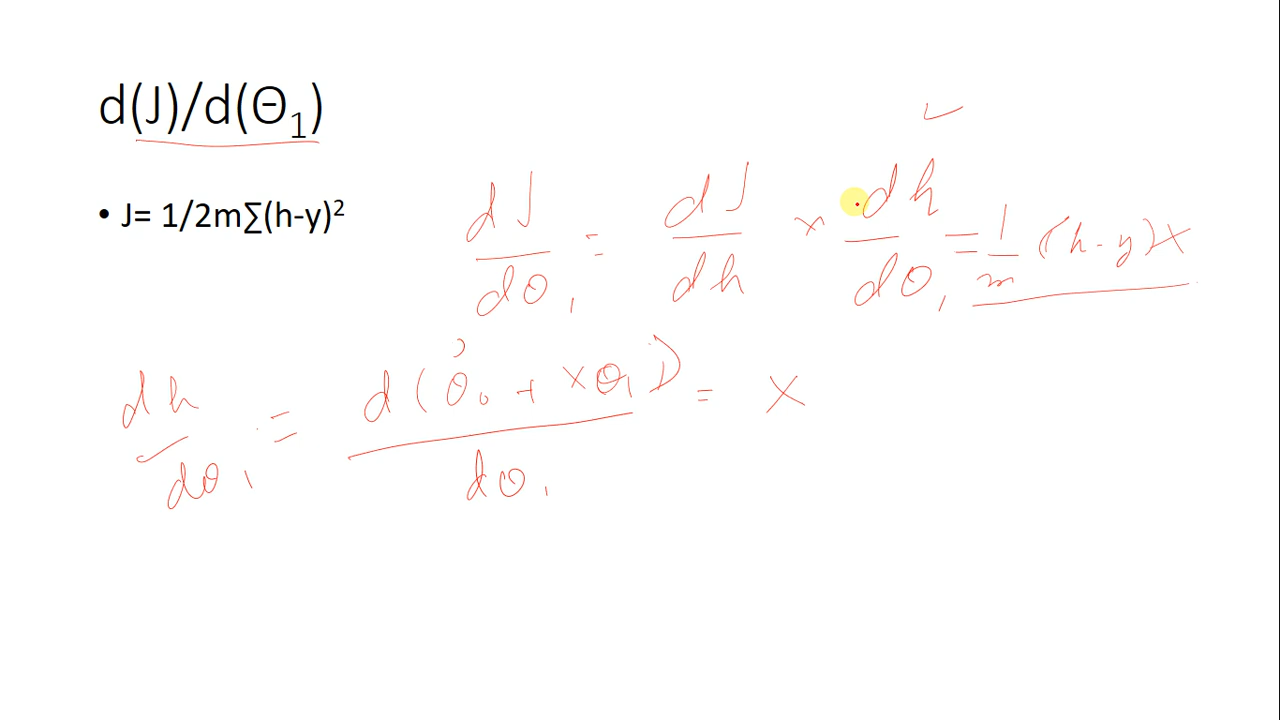 d(J)/d(Θ₁)
• J= 1/2m∑(h-y)²
dJ/dθ₁ = dJ/dh × dh/dθ₁ = 1/m (h-y)x
dh/dθ₁ = d(θ₀ + xθ₁)/dθ₁ = x